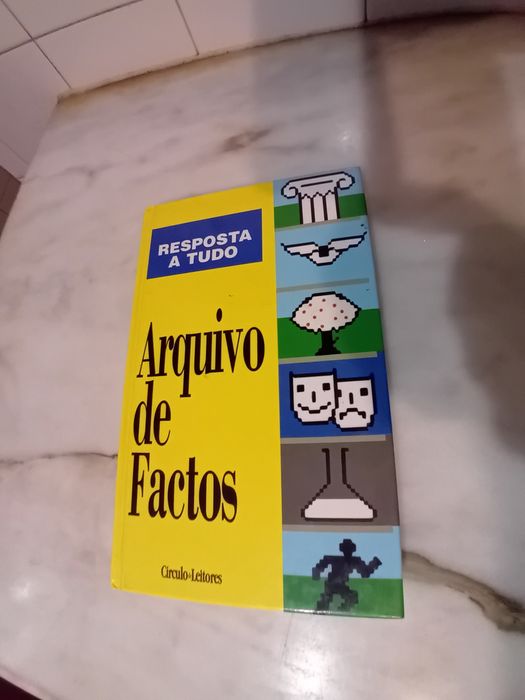 RESPOSTA
A TUDO
Arquivo
de
Factos
Círculo de Leitores